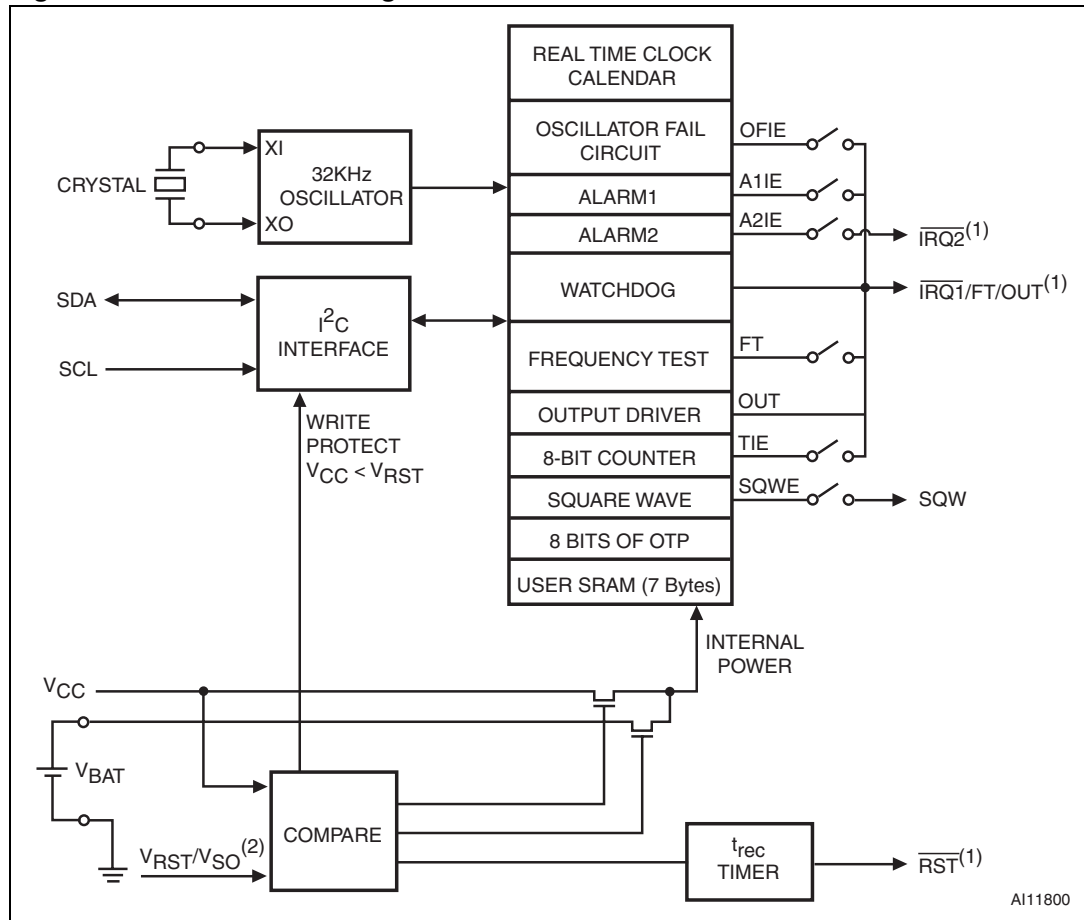 REAL TIME CLOCK
CALENDAR
OSCILLATOR FAIL
CIRCUIT
OFIE
XI
32KHz
OSCILLATOR
XO
CRYSTAL
ALARM1
A1IE
ALARM2
A2IE
IRQ2(1)
WATCHDOG
IRQ1/FT/OUT(1)
SDA
I2C
INTERFACE
SCL
FREQUENCY TEST
FT
OUTPUT DRIVER
OUT
WRITE
PROTECT
VCC < VRST
8-BIT COUNTER
TIE
SQUARE WAVE
SQWE
SQW
8 BITS OF OTP
USER SRAM (7 Bytes)
INTERNAL
POWER
VCC
VBAT
COMPARE
VRST/VSO(2)
trec
TIMER
RST(1)
AI11800